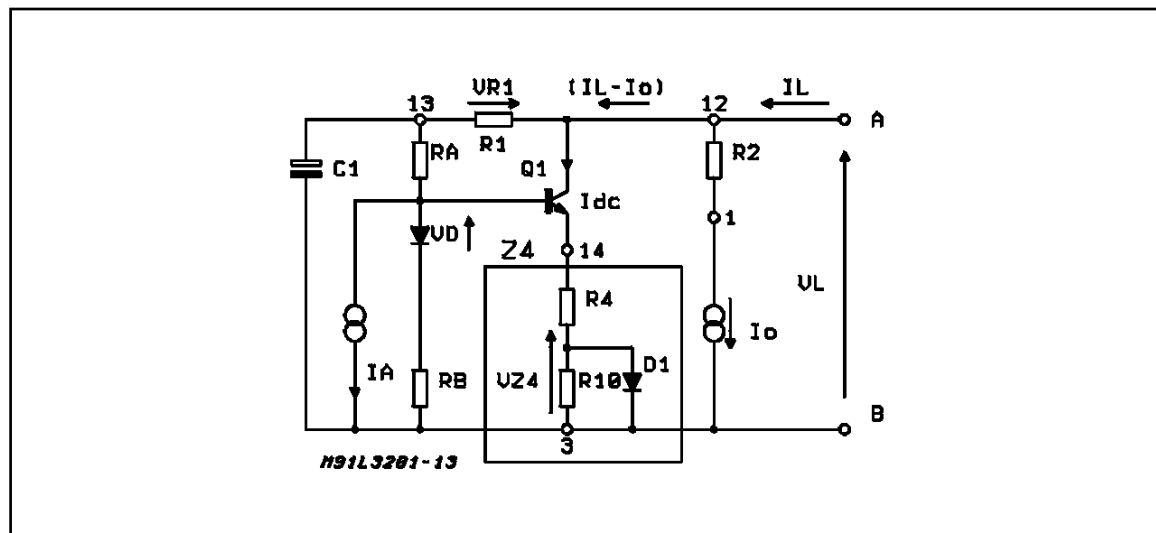 VR1 (IL-Io) IL
13 12 A
R1
RA R2
C1 Q1
Idc
1
VD
Z4 14
VL
R4
Io
D1
IA RB VZ4 R10
B
3
M91L3201-13